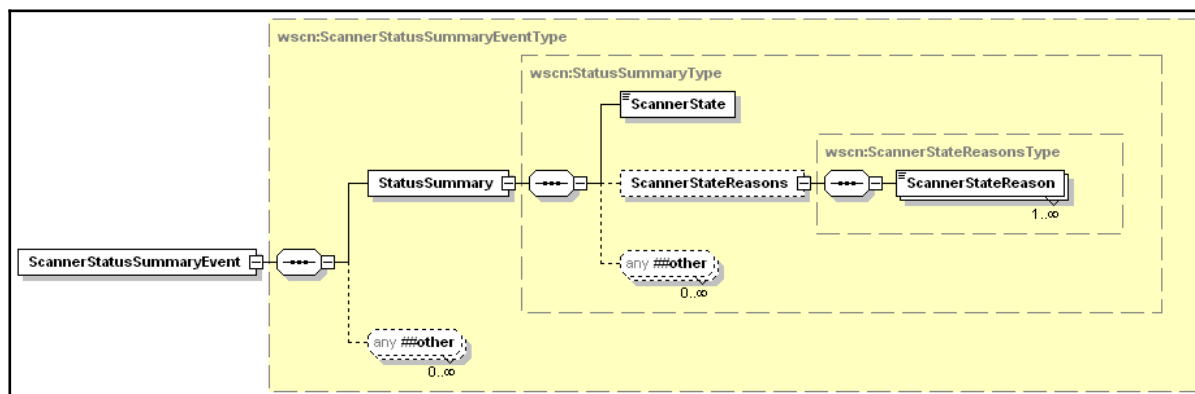 wscn:ScannerStatusSummaryEventType
wscn:StatusSummaryType
ScannerState
wscn:ScannerStateReasonsType
StatusSummary
ScannerStateReasons
ScannerStateReason
1..∞
ScannerStatusSummaryEvent
any ##other
0..∞
any ##other
0..∞